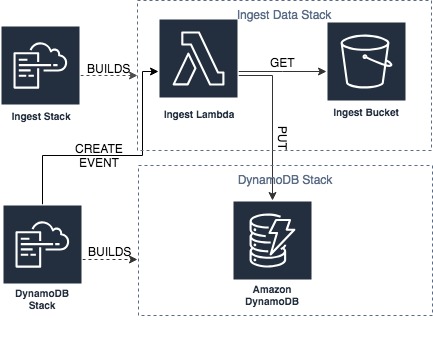 Ingest Data Stack
BUILDS
GET
Ingest Stack
Ingest Lambda
Ingest Bucket
PUT
CREATE
EVENT
DynamoDB Stack
BUILDS
DynamoDB
Stack
Amazon
DynamoDB